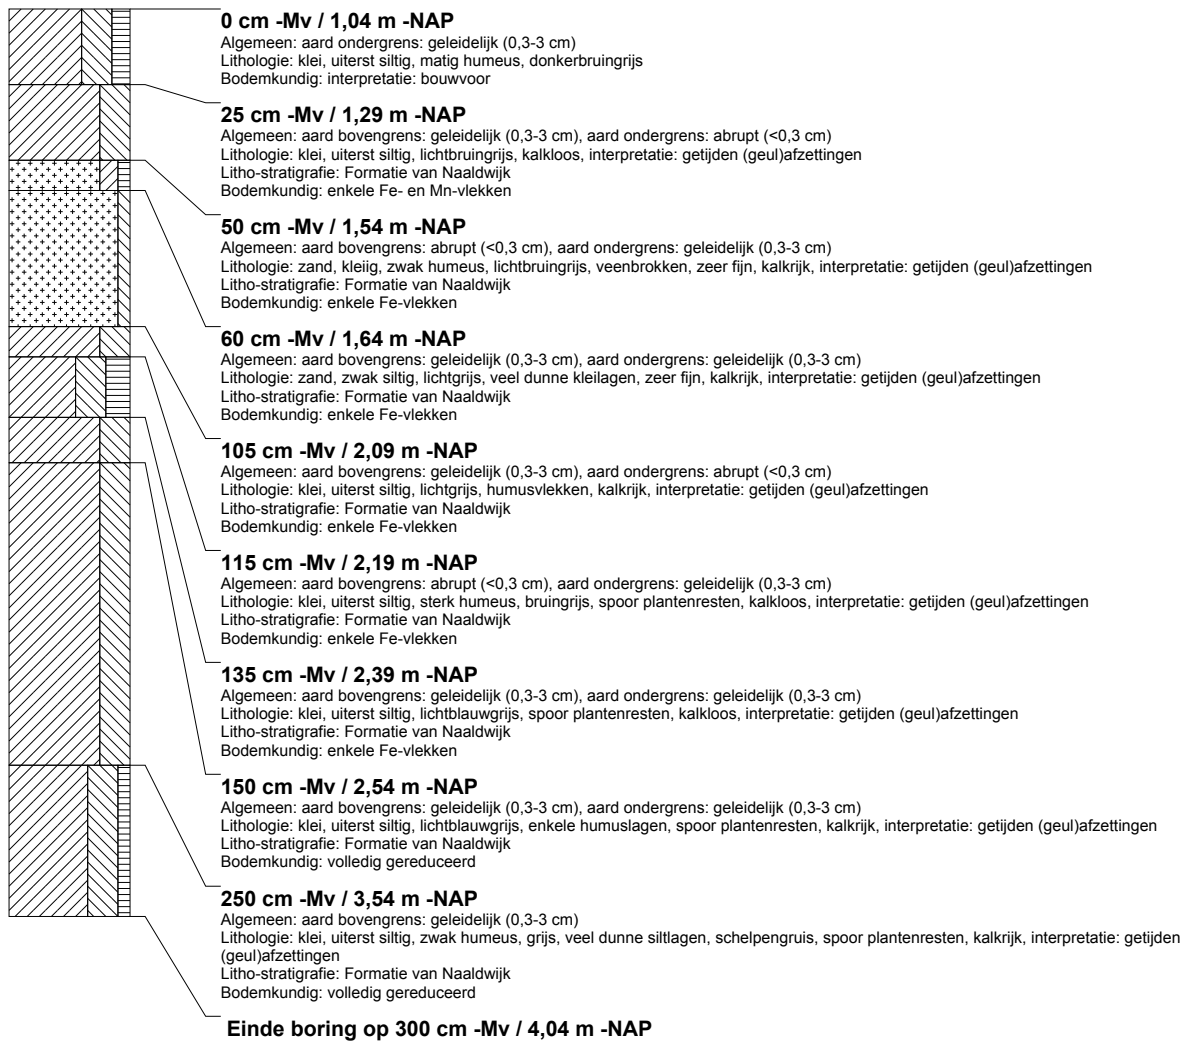 0 cm -Mv / 1,04 m -NAP
Algemeen: aard ondergrens: geleidelijk (0,3-3 cm)
Lithologie: klei, uiterst siltig, matig humeus, donkerbruingrijs
Bodemkundig: interpretatie: bouwvoor
25 cm -Mv / 1,29 m -NAP
Algemeen: aard bovengrens: geleidelijk (0,3-3 cm), aard ondergrens: abrupt (<0,3 cm)
Lithologie: klei, uiterst siltig, lichtbruingrijs, kalkloos, interpretatie: getijden (geul)afzettingen
Litho-stratigrafie: Formatie van Naaldwijk
Bodemkundig: enkele Fe- en Mn-vlekken
50 cm -Mv / 1,54 m -NAP
Algemeen: aard bovengrens: abrupt (<0,3 cm), aard ondergrens: geleidelijk (0,3-3 cm)
Lithologie: zand, kleiig, zwak humeus, lichtbruingrijs, veenbrokken, zeer fijn, kalkrijk, interpretatie: getijden (geul)afzettingen
Litho-stratigrafie: Formatie van Naaldwijk
Bodemkundig: enkele Fe-vlekken
60 cm -Mv / 1,64 m -NAP
Algemeen: aard bovengrens: geleidelijk (0,3-3 cm), aard ondergrens: geleidelijk (0,3-3 cm)
Lithologie: zand, zwak siltig, lichtgrijs, veel dunne kleilagen, zeer fijn, kalkrijk, interpretatie: getijden (geul)afzettingen
Litho-stratigrafie: Formatie van Naaldwijk
Bodemkundig: enkele Fe-vlekken
105 cm -Mv / 2,09 m -NAP
Algemeen: aard bovengrens: geleidelijk (0,3-3 cm), aard ondergrens: abrupt (<0,3 cm)
Lithologie: klei, uiterst siltig, lichtgrijs, humusvlekken, kalkrijk, interpretatie: getijden (geul)afzettingen
Litho-stratigrafie: Formatie van Naaldwijk
Bodemkundig: enkele Fe-vlekken
115 cm -Mv / 2,19 m -NAP
Algemeen: aard bovengrens: abrupt (<0,3 cm), aard ondergrens: geleidelijk (0,3-3 cm)
Lithologie: klei, uiterst siltig, sterk humeus, bruingrijs, spoor plantenresten, kalkloos, interpretatie: getijden (geul)afzettingen
Litho-stratigrafie: Formatie van Naaldwijk
Bodemkundig: enkele Fe-vlekken
135 cm -Mv / 2,39 m -NAP
Algemeen: aard bovengrens: geleidelijk (0,3-3 cm), aard ondergrens: geleidelijk (0,3-3 cm)
Lithologie: klei, uiterst siltig, lichtblauwgrijs, spoor plantenresten, kalkloos, interpretatie: getijden (geul)afzettingen
Litho-stratigrafie: Formatie van Naaldwijk
Bodemkundig: enkele Fe-vlekken
150 cm -Mv / 2,54 m -NAP
Algemeen: aard bovengrens: geleidelijk (0,3-3 cm), aard ondergrens: geleidelijk (0,3-3 cm)
Lithologie: klei, uiterst siltig, lichtblauwgrijs, enkele humuslagen, spoor plantenresten, kalkrijk, interpretatie: getijden (geul)afzettingen
Litho-stratigrafie: Formatie van Naaldwijk
Bodemkundig: volledig gereduceerd
250 cm -Mv / 3,54 m -NAP
Algemeen: aard bovengrens: geleidelijk (0,3-3 cm)
Lithologie: klei, uiterst siltig, zwak humeus, grijs, veel dunne siltlagen, schelpengruis, spoor plantenresten, kalkrijk, interpretatie: getijden
(geul)afzettingen
Litho-stratigrafie: Formatie van Naaldwijk
Bodemkundig: volledig gereduceerd
Einde boring op 300 cm -Mv / 4,04 m -NAP